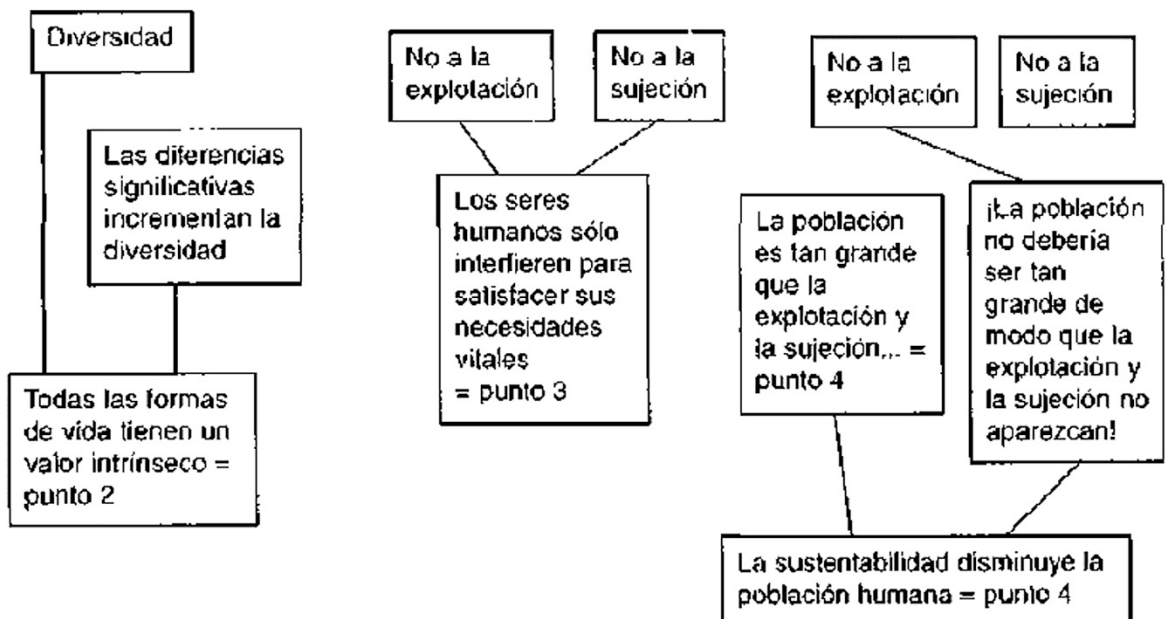 Diversidad
Las diferencias
significativas
incrementan la
diversidad
Todas las formas
de vida tienen un
valor intrínseco =
punto 2
No a la
explotación
No a la
sujeción
Los seres
humanos sólo
interfieren para
satisfacer sus
necesidades
vitales
= punto 3
No a la
explotación
No a la
sujeción
La población
es tan grande
que la
explotación y
la sujeción... =
punto 4
¡La población
no debería
ser tan
grande de
modo que la
explotación y
la sujeción no
aparezcan!
La sustentabilidad disminuye la
población humana = punto 4